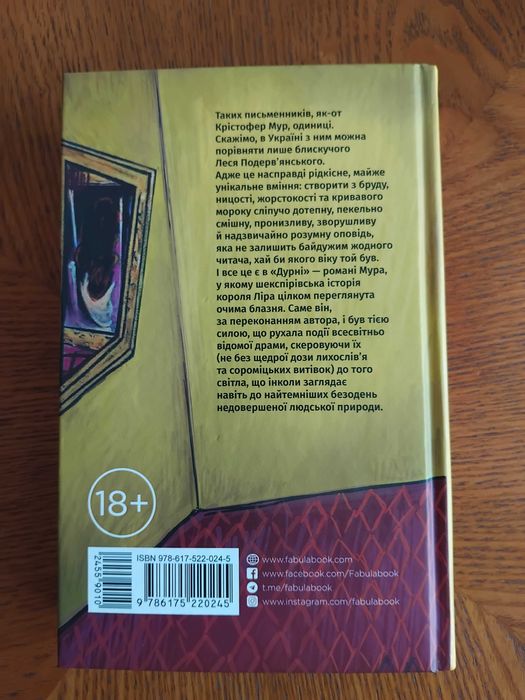 Таких письменників, як-от
Крістофер Мур, одиниці.
Скажімо, в Україні з ним можна
порівняти лише блискучого
Леся Подерв'янського.
Адже це насправді рідкісне, майже
унікальне вміння: створити з бруду,
ницості, жорстокості та кривавого
мороку сліпучо дотепну, пекельно
смішну, пронизливу, зворушливу
й надзвичайно розумну оповідь,
яка не залишить байдужим жодного
читача, хай би якого віку той був.
І все це є в «Дурні» — романі Мура,
у якому шекспірівська історія
короля Ліра цілком переглянута
очима блазня. Саме він,
за переконанням автора, і був тією
силою, що рухала події всесвітньо
відомої драми, скеровуючи їх
(не без щедрої дози лихослів'я
та сороміцьких витівок) до того
світла, що інколи заглядає
навіть до найтемніших безодень
недовершеної людської природи.
18+
ISBN 978-617-522-024-5
9 786175 220245
2455 9010
www.fabulabook.com
www.facebook.com/Fabulabook
t.me/fabulabook
www.instagram.com/fabulabook